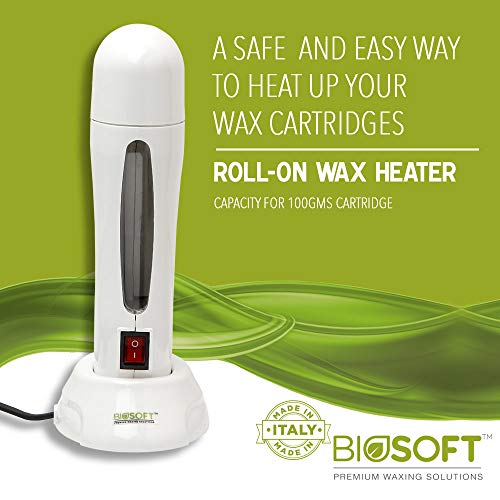 A SAFE AND EASY WAY
TO HEAT UP YOUR
WAX CARTRIDGES
ROLL-ON WAX HEATER
CAPACITY FOR 100GMS CARTRIDGE
O
I
BIOSOFT™
PREMIUM WAXING SOLUTIONS
MADE IN
ITALY
MADE IN
BIOSOFT™
PREMIUM WAXING SOLUTIONS